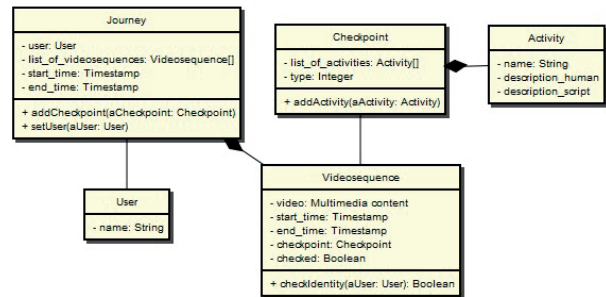 Journey
- user: User
- list_of_videosequences: Videosequence[]
- start_time: Timestamp
- end_time: Timestamp
+ addCheckpoint(aCheckpoint: Checkpoint)
+ setUser(aUser: User)
Checkpoint
- list_of_activities: Activity[]
- type: Integer
+ addActivity(aActivity: Activity)
Activity
- name: String
- description_human
- description_script
User
- name: String
Videosequence
- video: Multimedia content
- start_time: Timestamp
- end_time: Timestamp
- checkpoint: Checkpoint
- checked: Boolean
+ checkIdentity(aUser: User): Boolean